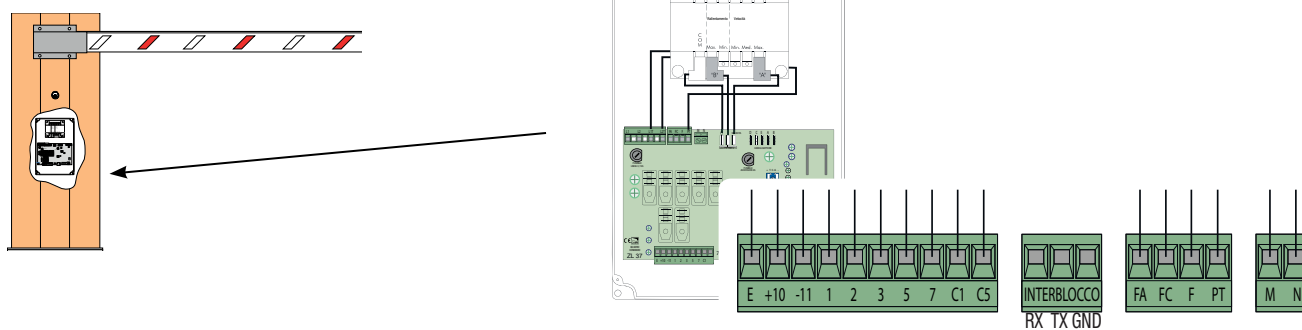 Rallentamento Velocità
COM Max. Min. Min. Med. Max.
"B" "A"
ZL 37
E +10 -11 1 2 3 5 7 C1 C5
INTERBLOCCO
RX TX GND
FA FC F PT
M N